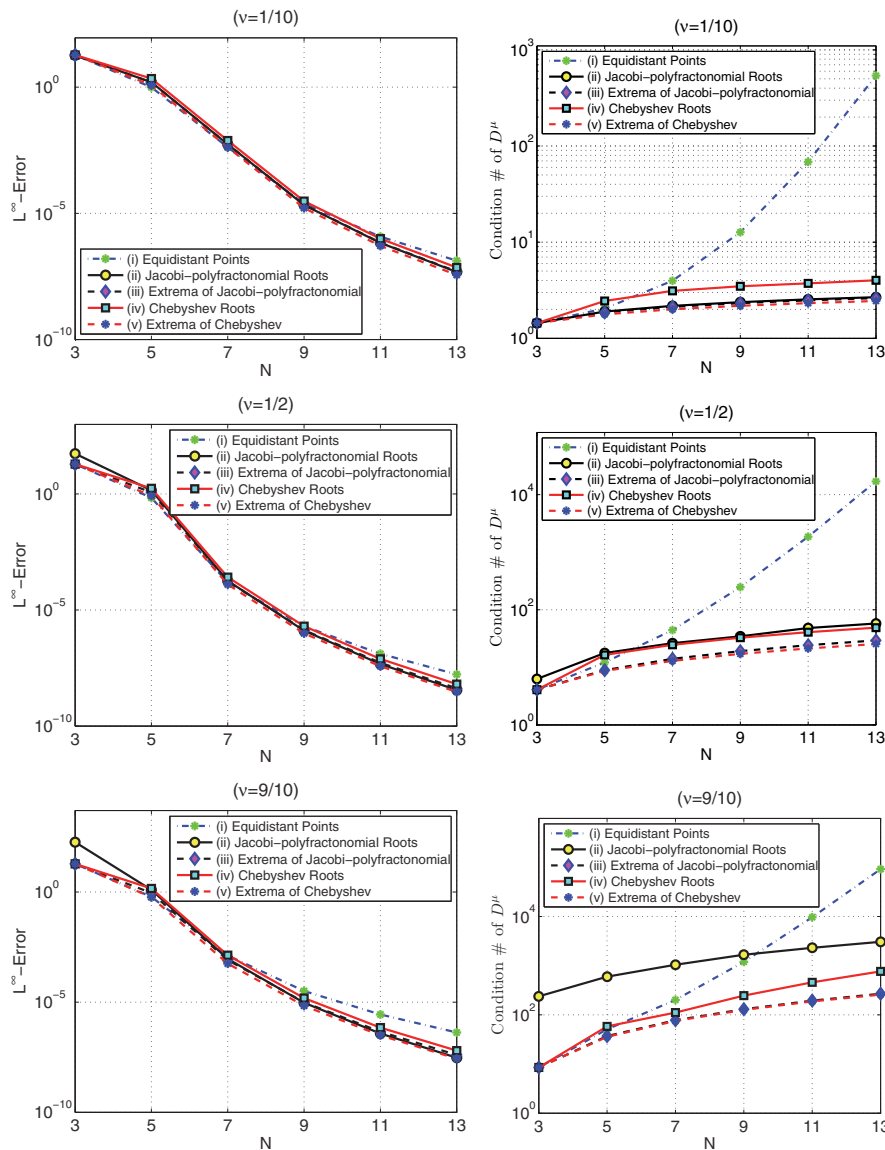 (ν=1/10)
L∞−Error
10^0
10^−5
10^−10
(i) Equidistant Points
(ii) Jacobi−polyfractonomial Roots
(iii) Extrema of Jacobi−polyfractonomial
(iv) Chebyshev Roots
(v) Extrema of Chebyshev
3 5 7 9 11 13
N
(ν=1/10)
Condition # of D^μ
10^3
10^2
10^1
10^0
(i) Equidistant Points
(ii) Jacobi−polyfractonomial Roots
(iii) Extrema of Jacobi−polyfractonomial
(iv) Chebyshev Roots
(v) Extrema of Chebyshev
3 5 7 9 11 13
N
(ν=1/2)
L∞−Error
10^0
10^−5
10^−10
(i) Equidistant Points
(ii) Jacobi−polyfractonomial Roots
(iii) Extrema of Jacobi−polyfractonomial
(iv) Chebyshev Roots
(v) Extrema of Chebyshev
3 5 7 9 11 13
N
(ν=1/2)
Condition # of D^μ
10^4
10^2
10^0
(i) Equidistant Points
(ii) Jacobi−polyfractonomial Roots
(iii) Extrema of Jacobi−polyfractonomial
(iv) Chebyshev Roots
(v) Extrema of Chebyshev
3 5 7 9 11 13
N
(ν=9/10)
L∞−Error
10^0
10^−5
10^−10
(i) Equidistant Points
(ii) Jacobi−polyfractonomial Roots
(iii) Extrema of Jacobi−polyfractonomial
(iv) Chebyshev Roots
(v) Extrema of Chebyshev
3 5 7 9 11 13
N
(ν=9/10)
Condition # of D^μ
10^4
10^2
10^0
(i) Equidistant Points
(ii) Jacobi−polyfractonomial Roots
(iii) Extrema of Jacobi−polyfractonomial
(iv) Chebyshev Roots
(v) Extrema of Chebyshev
3 5 7 9 11 13
N